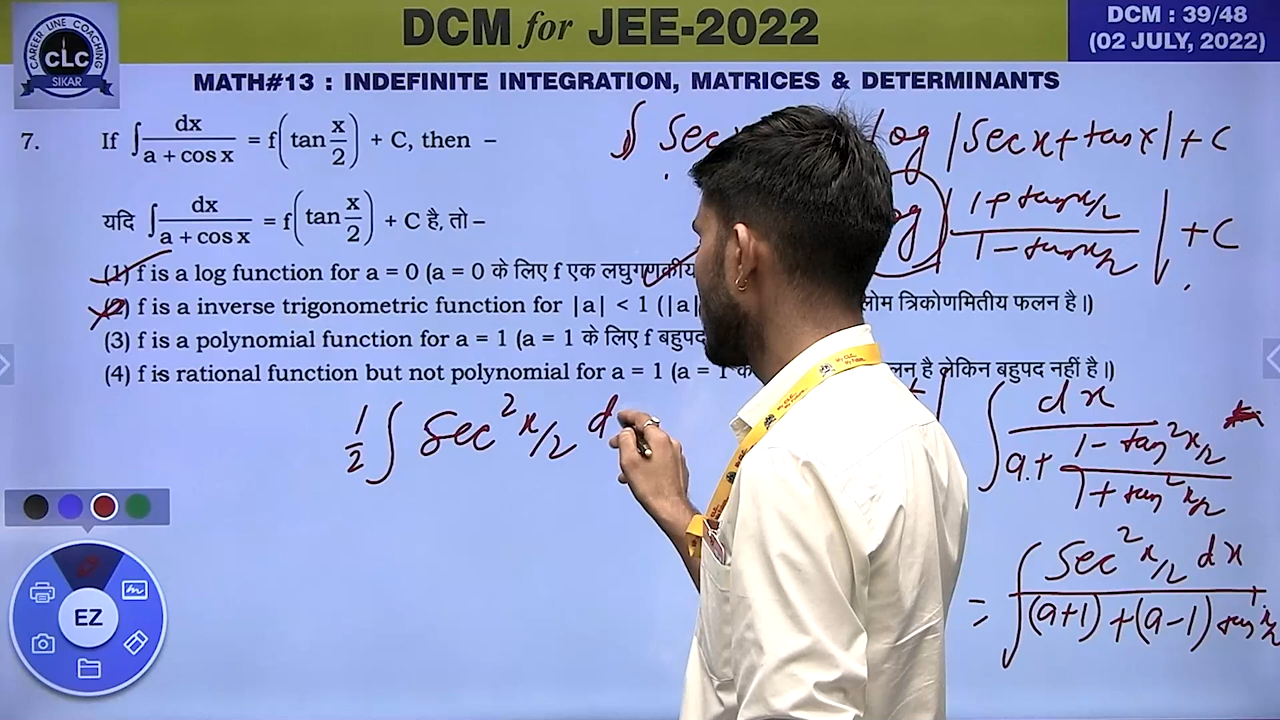 DCM for JEE-2022
DCM : 39/48
(02 JULY, 2022)
CAREER LINE COACHING
CLC
SIKAR
MATH#13 : INDEFINITE INTEGRATION, MATRICES & DETERMINANTS
7. If ∫ dx/(a + cos x) = f(tan x/2) + C, then –
यदि ∫ dx/(a + cos x) = f(tan x/2) + C है, तो –
(1) f is a log function for a = 0 (a = 0 के लिए f एक लघुगणकीय
(2) f is a inverse trigonometric function for |a| < 1 (|a| त्रिकोणमितीय फलन है।)
(3) f is a polynomial function for a = 1 (a = 1 के लिए f
(4) f is rational function but not polynomial for a = 1 (a = 1 है लेकिन बहुपद नहीं है।)
∫ Sec log |Sec x + tan x| + C
| (1 + tan x/2)/(1 - tan x/2) | + C
1/2 ∫ Sec² x/2 d
∫ dx/(a + (1 - tan² x/2)/(1 + tan² x/2))
= ∫ Sec² x/2 dx/((a+1) + (a-1) tan² x/2)
EZ